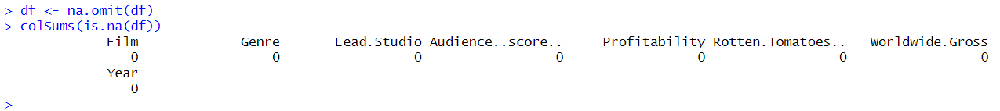 > df <- na.omit(df)
> colSums(is.na(df))
Film Genre Lead.Studio Audience..score.. Profitability Rotten.Tomatoes.. Worldwide.Gross
0 0 0 0 0 0 0
Year
0
>